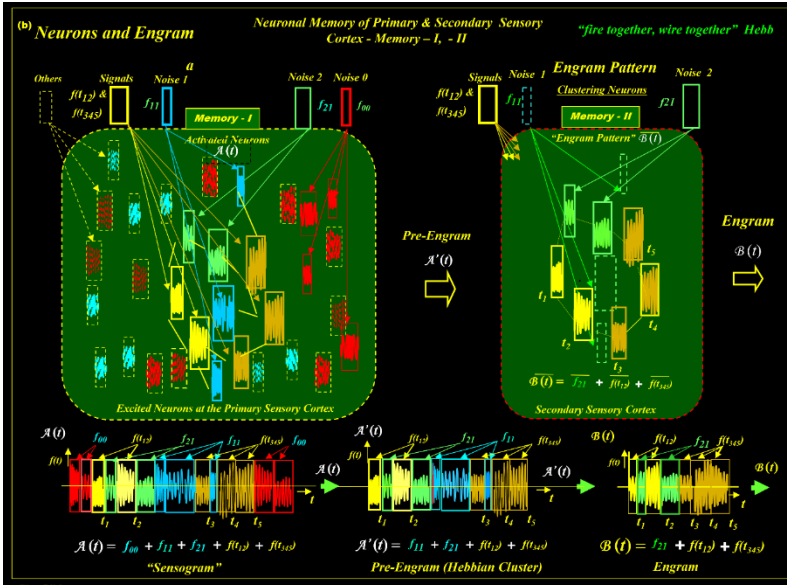 (b)
Neurons and Engram
Neuronal Memory of Primary & Secondary Sensory
Cortex - Memory – I, - II
“fire together, wire together” Hebb
Others
Signals
f(t12) &
f(t345)
a
Noise 1
f11
Noise 2
f21
Noise 0
f00
Memory - I
Activated Neurons
A(t)
Excited Neurons at the Primary Sensory Cortex
Pre-Engram
A’(t)
Engram Pattern
Clustering Neurons
Signals
f(t12) &
f(t345)
Noise 1
f11
Noise 2
f21
Memory - II
“Engram Pattern” B(t)
t1
t2
t3
t4
t5
B(t) = f21 + f(t12) + f(t345)
Secondary Sensory Cortex
Engram
B(t)
A(t)
f00 f(t12) f21 f11 f(t345) f00
f(t)
t
t1 t2 t3 t4 t5
A(t) = f00 + f11 + f21 + f(t12) + f(t345)
“Sensogram”
A(t)
A’(t)
f(t12) f21 f11 f(t345)
f(t)
t
t1 t2 t3 t4 t5
A’(t) = f11 + f21 + f(t12) + f(t345)
Pre-Engram (Hebbian Cluster)
A’(t)
B(t)
f(t12) f21 f(t345)
f(t)
t
t1 t2 t3 t4 t5
B(t) = f21 + f(t12) + f(t345)
Engram
B(t)